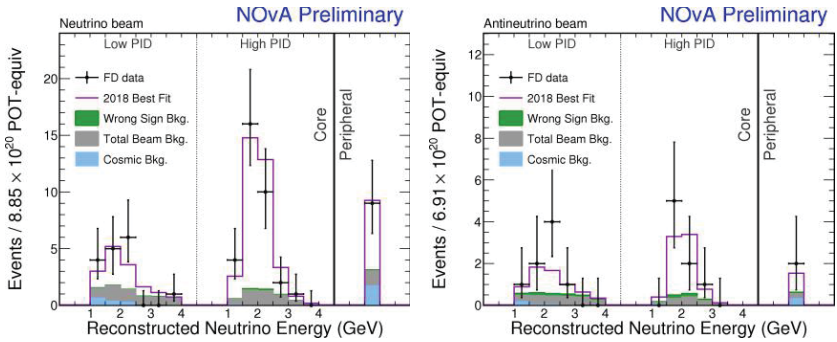 NOvA Preliminary
Neutrino beam
Low PID
High PID
FD data
2018 Best Fit
Wrong Sign Bkg.
Total Beam Bkg.
Cosmic Bkg.
Core
Peripheral
Events / 8.85 × 10²⁰ POT-equiv
0
5
10
15
20
1
2
3
4
1
2
3
4
Reconstructed Neutrino Energy (GeV)
NOvA Preliminary
Antineutrino beam
Low PID
High PID
FD data
2018 Best Fit
Wrong Sign Bkg.
Total Beam Bkg.
Cosmic Bkg.
Core
Peripheral
Events / 6.91 × 10²⁰ POT-equiv
0
2
4
6
8
10
12
1
2
3
4
1
2
3
4
Reconstructed Neutrino Energy (GeV)